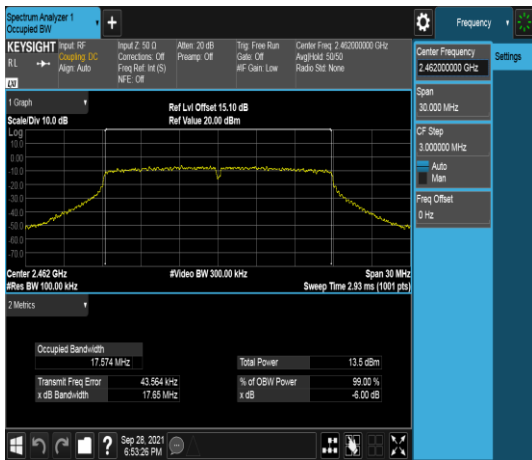 Spectrum Analyzer 1
Occupied BW
Frequency
KEYSIGHT
RL
LXI
Input: RF
Coupling: DC
Align: Auto
Input Z: 50 Ω
Corrections: Off
Freq Ref: Int (S)
NFE: Off
Atten: 20 dB
Preamp: Off
Trig: Free Run
Gate: Off
#IF Gain: Low
Center Freq: 2.462000000 GHz
Avg|Hold: 50/50
Radio Std: None
Center Frequency
2.462000000 GHz
Settings
Span
30.000 MHz
CF Step
3.000000 MHz
Auto
Man
Freq Offset
0 Hz
1 Graph
Scale/Div 10.0 dB
Ref Lvl Offset 15.10 dB
Ref Value 20.00 dBm
Log
10.0
0.00
-10.0
-20.0
-30.0
-40.0
-50.0
-60.0
-70.0
Center 2.462 GHz
#Res BW 100.00 kHz
#Video BW 300.00 kHz
Span 30 MHz
Sweep Time 2.93 ms (1001 pts)
2 Metrics
Occupied Bandwidth
17.574 MHz
Total Power 13.5 dBm
Transmit Freq Error 43.564 kHz
% of OBW Power 99.00 %
x dB Bandwidth 17.65 MHz
x dB -6.00 dB
Sep 28, 2021
6:53:26 PM